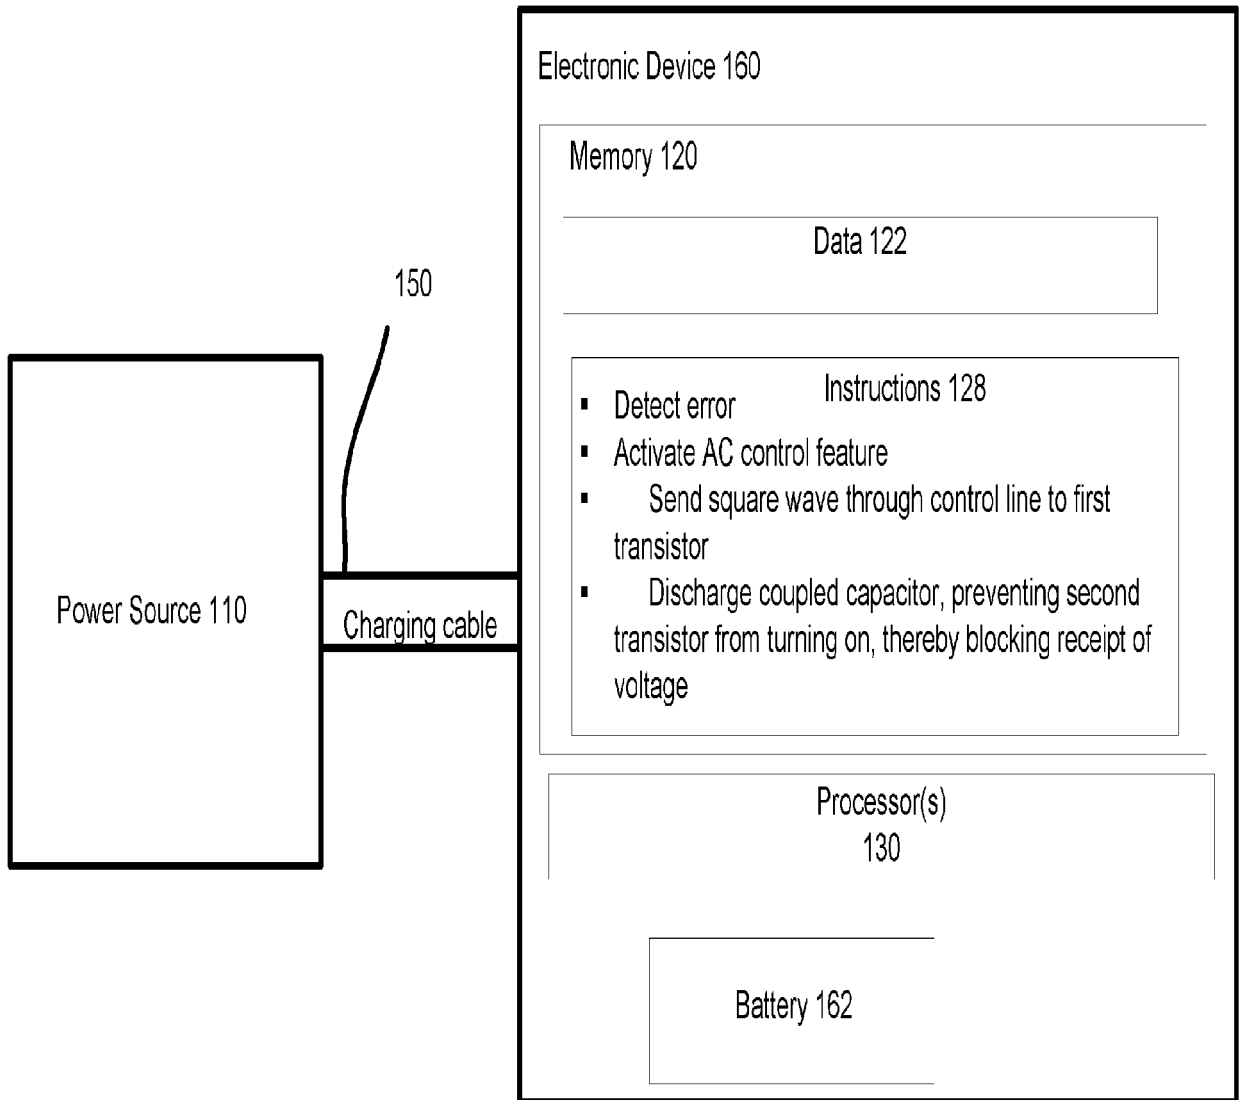 Electronic Device 160
Memory 120
Data 122
150
Instructions 128
▪ Detect error
▪ Activate AC control feature
▪ Send square wave through control line to first
transistor
▪ Discharge coupled capacitor, preventing second
transistor from turning on, thereby blocking receipt of
voltage
Power Source 110
Charging cable
Processor(s)
130
Battery 162